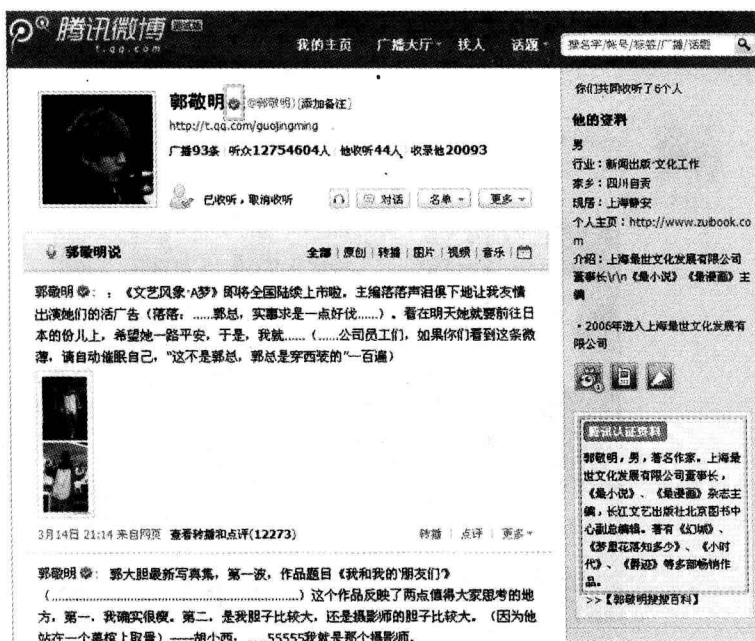 腾讯微博
t.qq.com
我的主页 广播大厅 找人 话题
搜名字/帐号/标签/广播/话题
郭敬明 (@郭敬明) [添加备注]
http://t.qq.com/guojingming
广播93条 听众12754604人 他收听44人 收录他20093
已收听,取消收听 对话 名单 更多
郭敬明说 全部 | 原创 | 转播 | 图片 | 视频 | 音乐
郭敬明:: 《文艺风象·A梦》即将全国陆续上市啦。主编落落声泪俱下地让我友情
出演她们的活广告(落落:……郭总,实事求是一点好伐……)。看在明天她就要前往日
本的份儿上,希望她一路平安,于是,我就……(……公司员工们,如果你们看到这条微
薄,请自动催眠自己,“这不是郭总,郭总是穿西装的”一百遍)
3月14日 21:14 来自网页 查看转播和点评(12273) 转播 | 点评 | 更多
郭敬明: 郭大胆最新写真集,第一波,作品题目《我和我的‘朋友们’》
(……………………………………………)这个作品反映了两点值得大家思考的地
方,第一,我确实很瘦。第二,是我胆子比较大,还是摄影师的胆子比较大。(因为他
站在一个墓棺上取景)——胡小西,……55555我就是那个摄影师。
你们共同收听了6个人
他的资料
男
行业:新闻出版·文化工作
家乡:四川自贡
现居:上海静安
个人主页:http://www.zuibook.co
m
介绍:上海最世文化发展有限公司
董事长\r\n《最小说》《最漫画》主
编
·2006年进入上海最世文化发展有
限公司
腾讯认证资料
郭敬明,男,著名作家。上海最
世文化发展有限公司董事长,
《最小说》、《最漫画》杂志主
编,长江文艺出版社北京图书中
心副总编辑。著有《幻城》、
《梦里花落知多少》、《小时
代》、《爵迹》等多部畅销作
品。
>>【郭敬明搜搜百科】